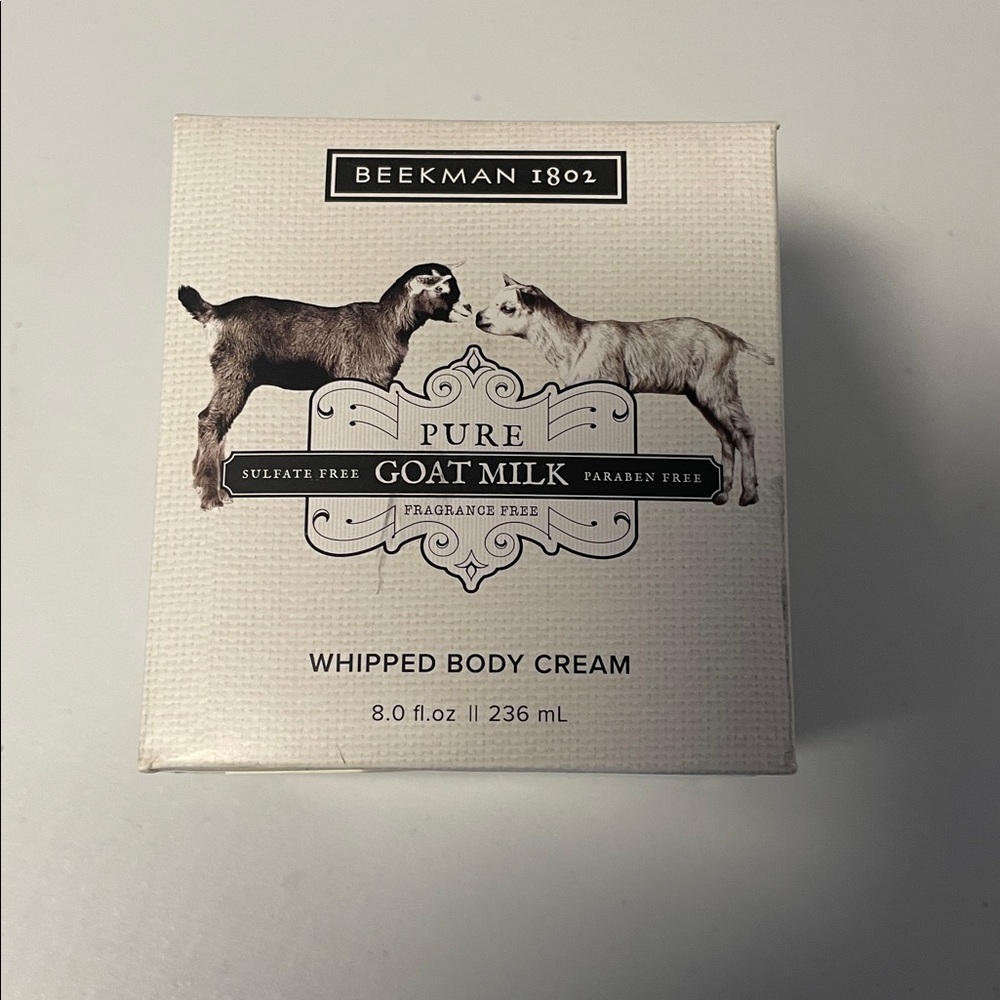 BEEKMAN 1802
PURE
SULFATE FREE GOAT MILK PARABEN FREE
FRAGRANCE FREE
WHIPPED BODY CREAM
8.0 fl.oz || 236 mL